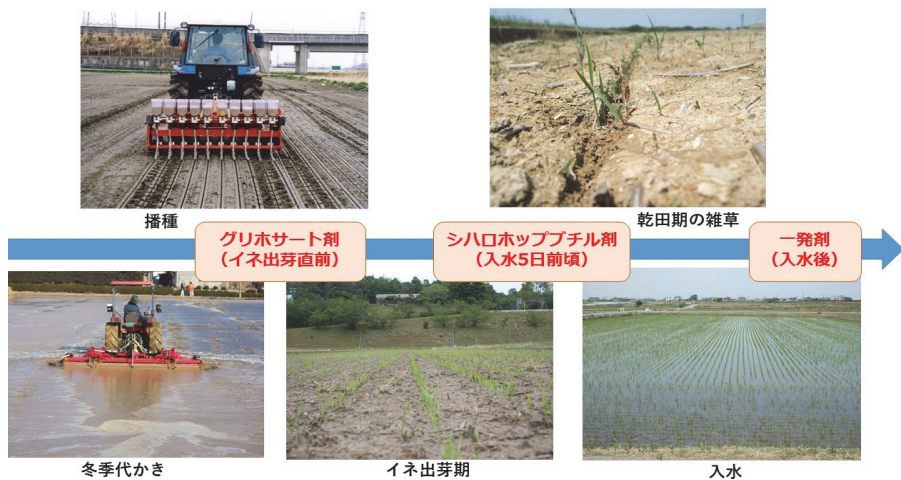 播種
乾田期の雑草
グリホサート剤
（イネ出芽直前）
シハロホップブチル剤
（入水5日前頃）
一発剤
（入水後）
冬季代かき
イネ出芽期
入水